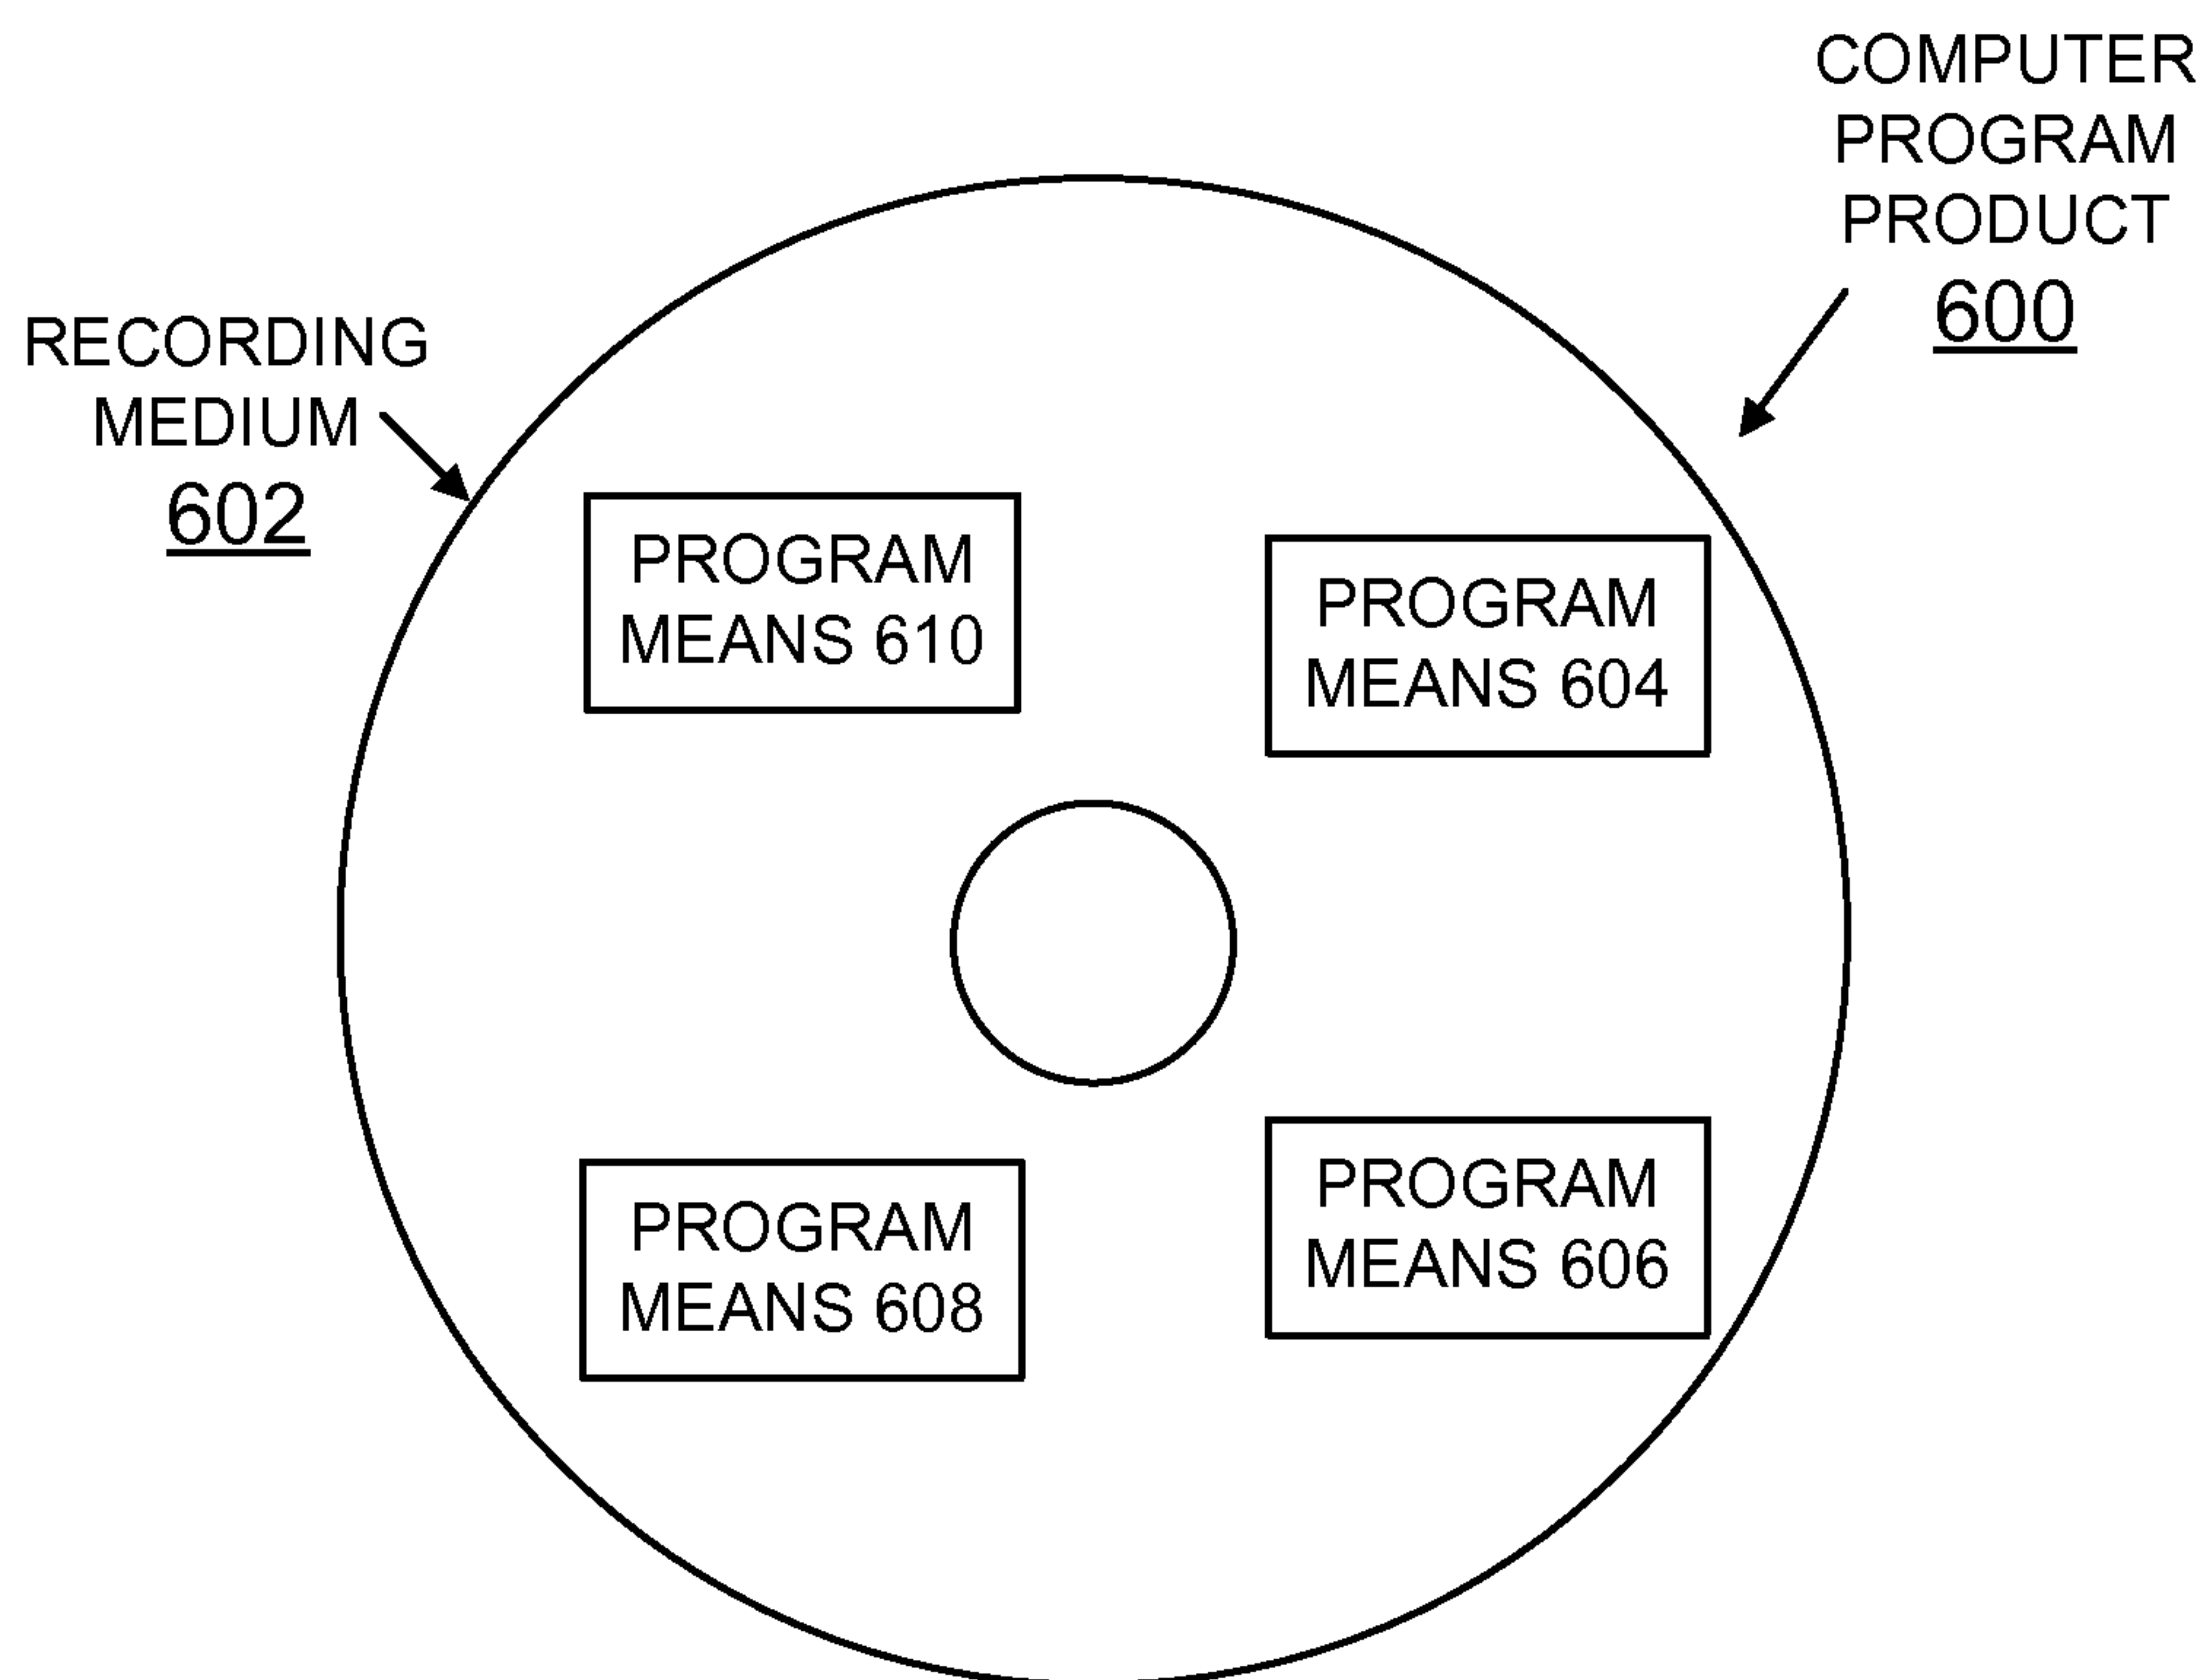 COMPUTER
PROGRAM
PRODUCT
600
RECORDING
MEDIUM
602
PROGRAM
MEANS 610
PROGRAM
MEANS 604
PROGRAM
MEANS 608
PROGRAM
MEANS 606